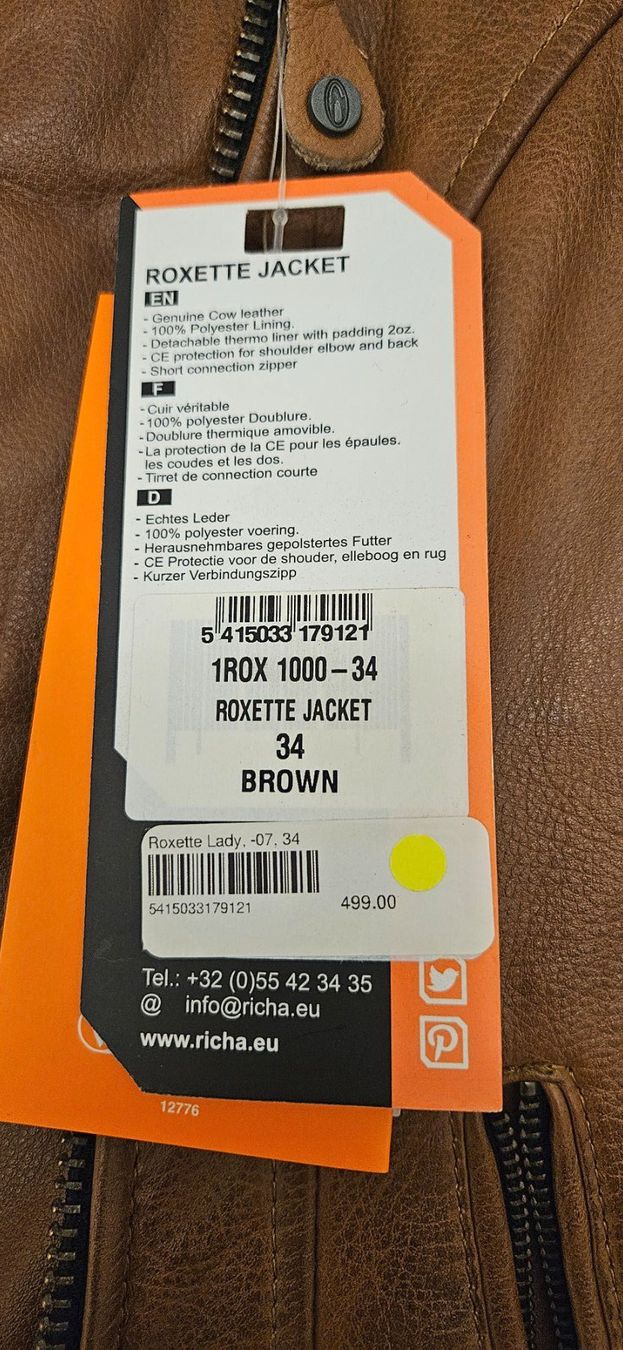 ROXETTE JACKET
EN
- Genuine Cow leather
- 100% Polyester Lining.
- Detachable thermo liner with padding 2oz.
- CE protection for shoulder elbow and back
- Short connection zipper
F
- Cuir véritable
- 100% polyester Doublure.
- Doublure thermique amovible.
- La protection de la CE pour les épaules.
les coudes et les dos.
- Tirret de connection courte
D
- Echtes Leder
- 100% polyester voering.
- Herausnehmbares gepolstertes Futter
- CE Protectie voor de shouder, elleboog en rug
- Kurzer Verbindungszipp
5 415033 179121
1ROX 1000-34
ROXETTE JACKET
34
BROWN
Roxette Lady, -07, 34
5415033179121
499.00
Tel.: +32 (0)55 42 34 35
@ info@richa.eu
www.richa.eu
12776